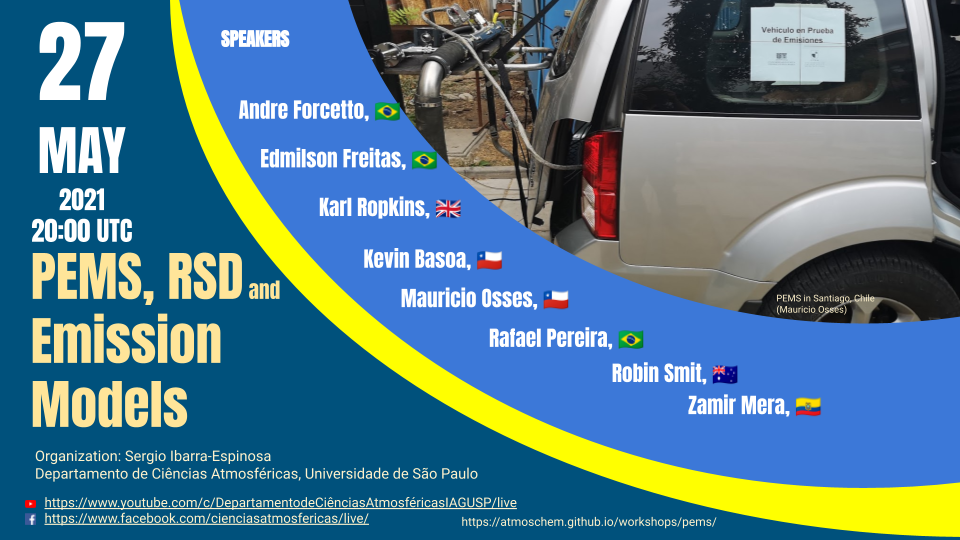 27
MAY
2021
20:00 UTC
PEMS, RSD and
Emission
Models
Organization: Sergio Ibarra-Espinosa
Departamento de Ciências Atmosféricas, Universidade de São Paulo
https://www.youtube.com/c/DepartamentodeCiênciasAtmosféricasIAGUSP/live
https://www.facebook.com/cienciasatmosfericas/live/
https://atmoschem.github.io/workshops/pems/
SPEAKERS
Andre Forcetto,
Edmilson Freitas,
Karl Ropkins,
Kevin Basoa,
Mauricio Osses,
Rafael Pereira,
Robin Smit,
Zamir Mera,
Vehículo en Prueba
de Emisiones
PEMS in Santiago, Chile
(Mauricio Osses)